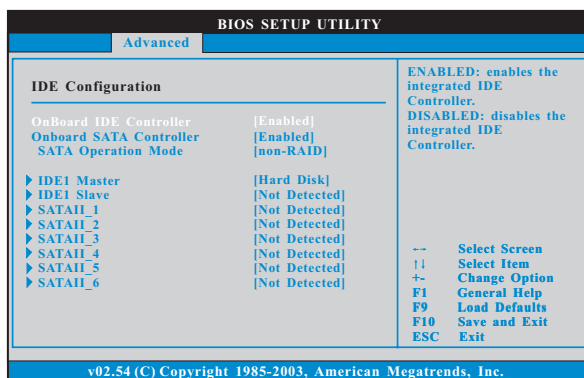 BIOS SETUP UTILITY
Advanced
IDE Configuration
OnBoard IDE Controller [Enabled]
Onboard SATA Controller [Enabled]
SATA Operation Mode [non-RAID]
IDE1 Master [Hard Disk]
IDE1 Slave [Not Detected]
SATAII_1 [Not Detected]
SATAII_2 [Not Detected]
SATAII_3 [Not Detected]
SATAII_4 [Not Detected]
SATAII_5 [Not Detected]
SATAII_6 [Not Detected]
ENABLED: enables the
integrated IDE
Controller.
DISABLED: disables the
integrated IDE
Controller.
↔ Select Screen
↑↓ Select Item
+- Change Option
F1 General Help
F9 Load Defaults
F10 Save and Exit
ESC Exit
v02.54 (C) Copyright 1985-2003, American Megatrends, Inc.